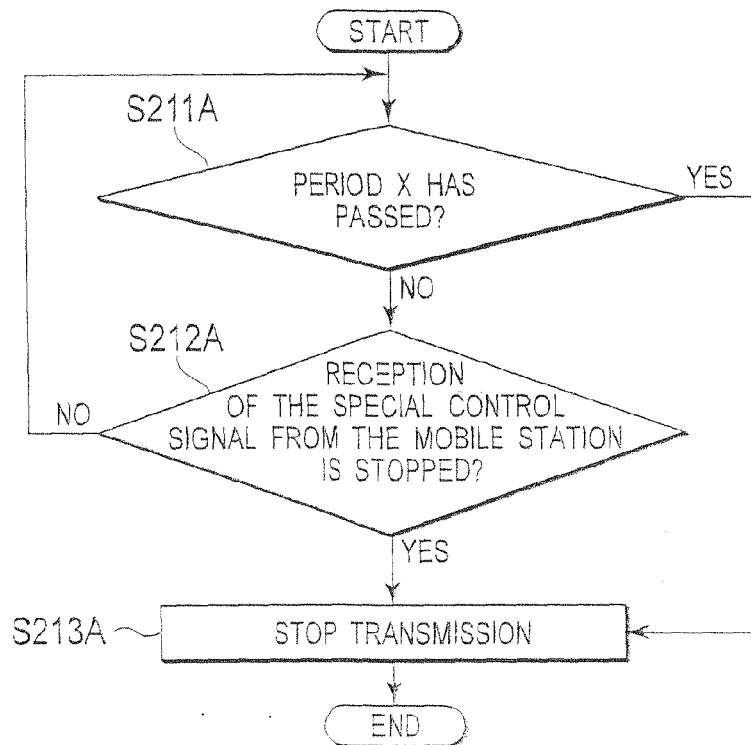 START
S211A
PERIOD X HAS
PASSED?
YES
NO
S212A
RECEPTION
OF THE SPECIAL CONTROL
SIGNAL FROM THE MOBILE STATION
IS STOPPED?
NO
YES
S213A
STOP TRANSMISSION
END